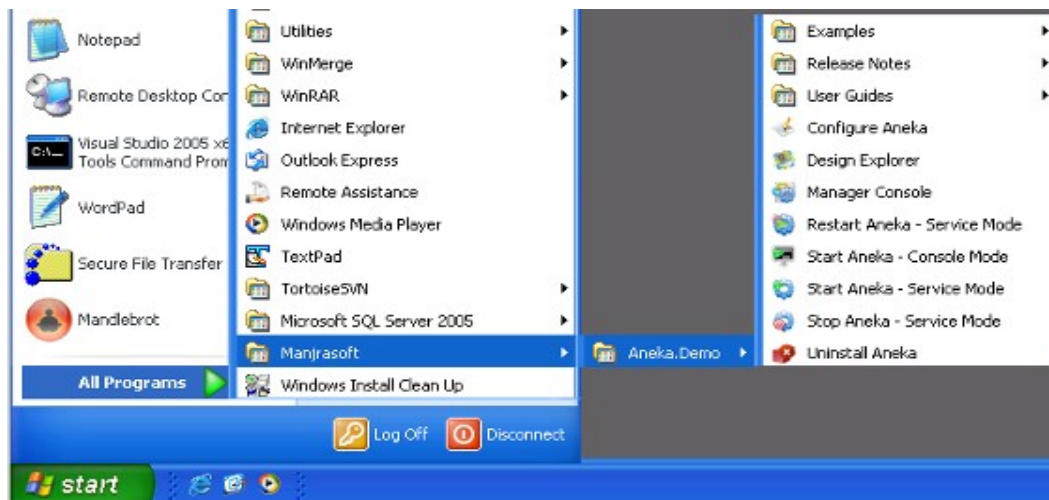 Notepad
Remote Desktop Con
Visual Studio 2005 x6
Tools Command Prom
WordPad
Secure File Transfer
Mandlebrot
All Programs
Utilities
WinMerge
WinRAR
Internet Explorer
Outlook Express
Remote Assistance
Windows Media Player
TextPad
TortoiseSVN
Microsoft SQL Server 2005
Manjrasoft
Windows Install Clean Up
Aneka.Demo
Examples
Release Notes
User Guides
Configure Aneka
Design Explorer
Manager Console
Restart Aneka - Service Mode
Start Aneka - Console Mode
Start Aneka - Service Mode
Stop Aneka - Service Mode
Uninstall Aneka
Log Off
Disconnect
start